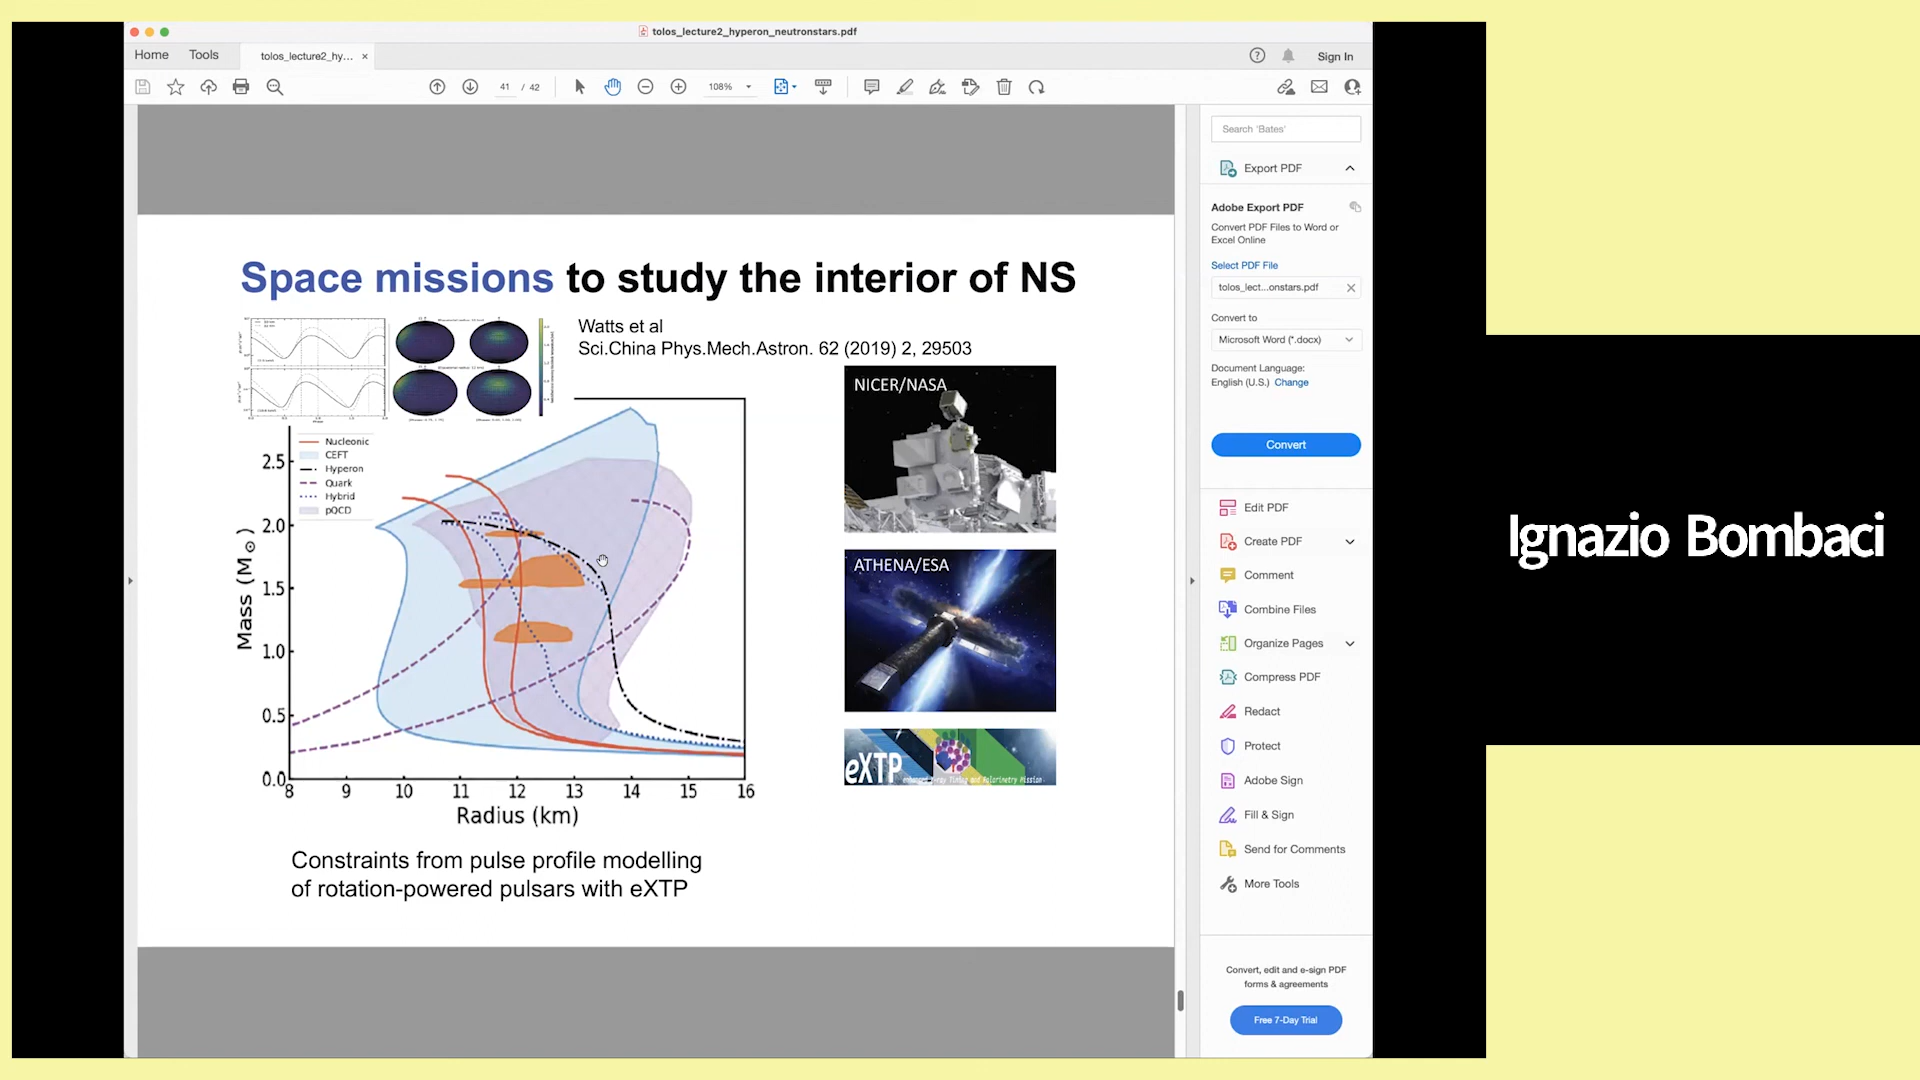 tolos_lecture2_hyperon_neutronstars.pdf
Home Tools tolos_lecture2_hy... ×
Sign In
41 / 42
108%
Search 'Bates'
Export PDF
Adobe Export PDF
Convert PDF Files to Word or
Excel Online
Select PDF File
tolos_lect...onstars.pdf
Convert to
Microsoft Word (*.docx)
Document Language:
English (U.S.) Change
Convert
Edit PDF
Create PDF
Comment
Combine Files
Organize Pages
Compress PDF
Redact
Protect
Adobe Sign
Fill & Sign
Send for Comments
More Tools
Convert, edit and e-sign PDF
forms & agreements
Free 7-Day Trial
Space missions to study the interior of NS
Watts et al
Sci.China Phys.Mech.Astron. 62 (2019) 2, 29503
Nucleonic
CEFT
Hyperon
Quark
Hybrid
pQCD
2.5
2.0
1.5
1.0
0.5
0.0
Mass (M⊙)
8 9 10 11 12 13 14 15 16
Radius (km)
NICER/NASA
ATHENA/ESA
eXTP
enhanced X-ray Timing and Polarimetry Mission
Constraints from pulse profile modelling
of rotation-powered pulsars with eXTP
Ignazio Bombaci